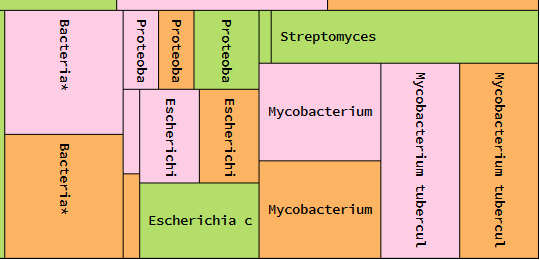 Bacteria*
Proteoba
Proteoba
Proteoba
Streptomyces
Escherichi
Escherichi
Mycobacterium
Mycobacterium tubercul
Mycobacterium tubercul
Bacteria*
Escherichia c
Mycobacterium